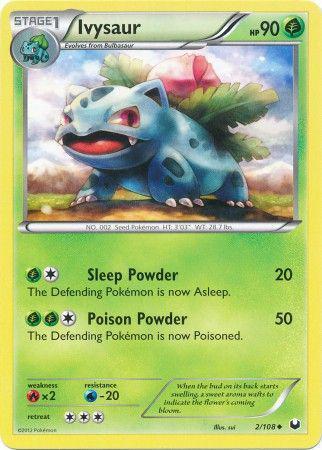 STAGE1
Ivysaur
HP 90
Evolves from Bulbasaur
NO. 002 Seed Pokémon HT: 3'03" WT: 28.7 lbs.
Sleep Powder 20
The Defending Pokémon is now Asleep.
Poison Powder 50
The Defending Pokémon is now Poisoned.
weakness
×2
resistance
-20
retreat
When the bud on its back starts
swelling, a sweet aroma wafts to
indicate the flower's coming
bloom.
©2012 Pokémon
Illus. sui
2/108